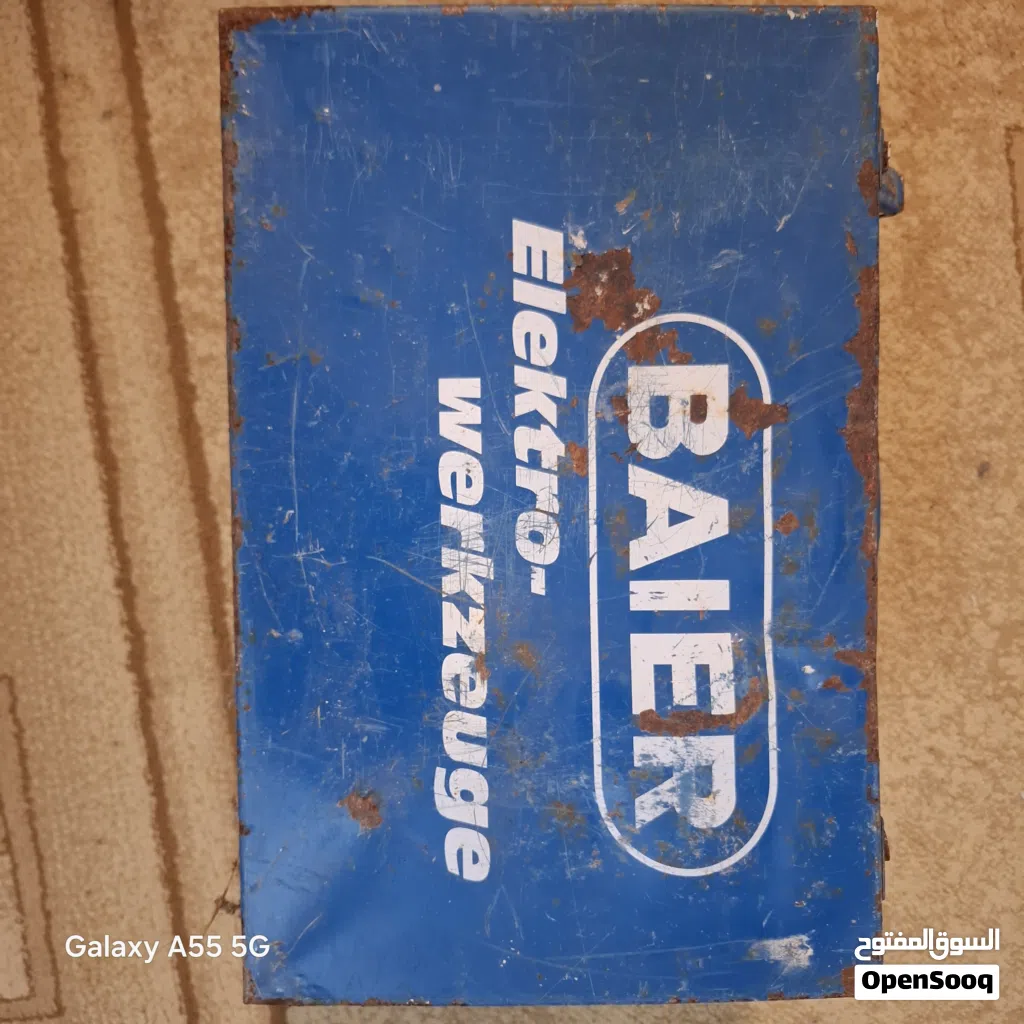 BAIER
Elektro-
werkzeuge
Galaxy A55 5G
السوق المفتوح
OpenSooq